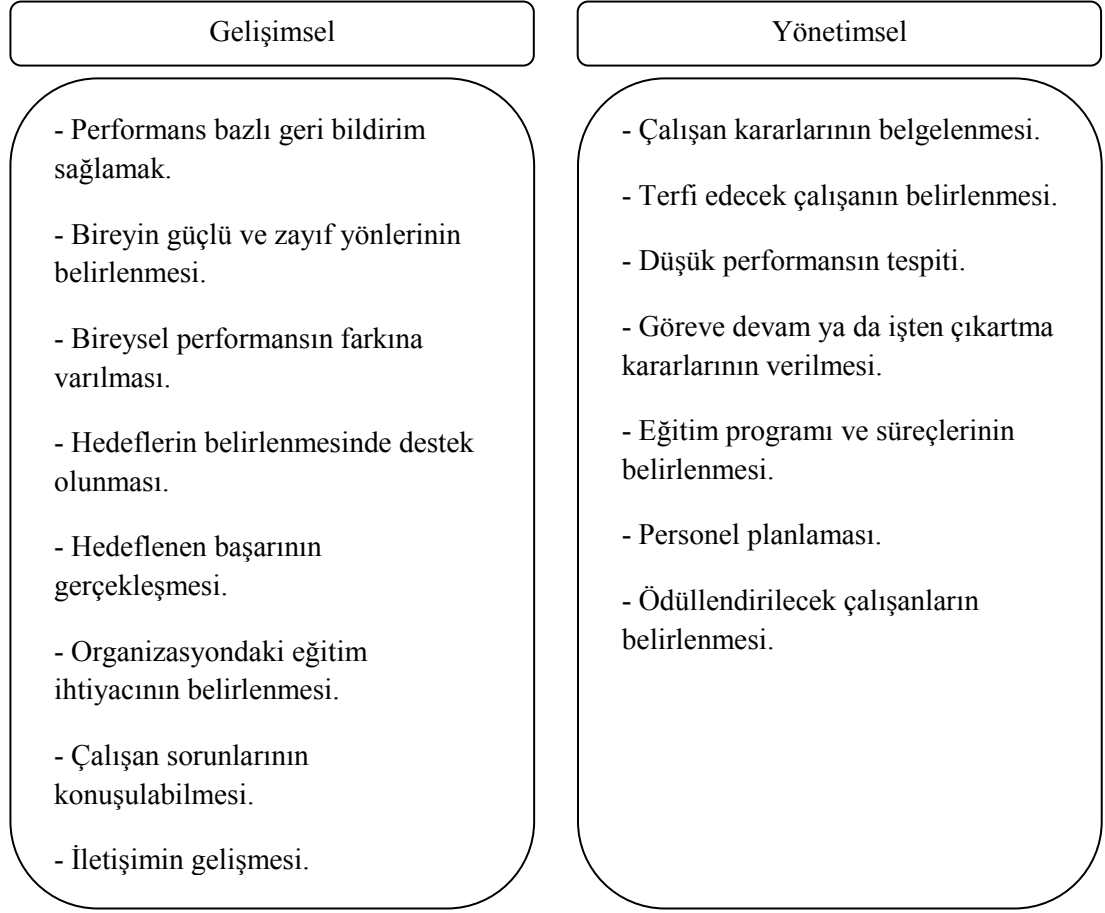 Gelişimsel
- Performans bazlı geri bildirim
sağlamak.
- Bireyin güçlü ve zayıf yönlerinin
belirlenmesi.
- Bireysel performansın farkına
varılması.
- Hedeflerin belirlenmesinde destek
olunması.
- Hedeflenen başarının
gerçekleşmesi.
- Organizasyondaki eğitim
ihtiyacının belirlenmesi.
- Çalışan sorunlarının
konuşulabilmesi.
- İletişimin gelişmesi.
Yönetimsel
- Çalışan kararlarının belgelenmesi.
- Terfi edecek çalışanın belirlenmesi.
- Düşük performansın tespiti.
- Göreve devam ya da işten çıkartma
kararlarının verilmesi.
- Eğitim programı ve süreçlerinin
belirlenmesi.
- Personel planlaması.
- Ödüllendirilecek çalışanların
belirlenmesi.